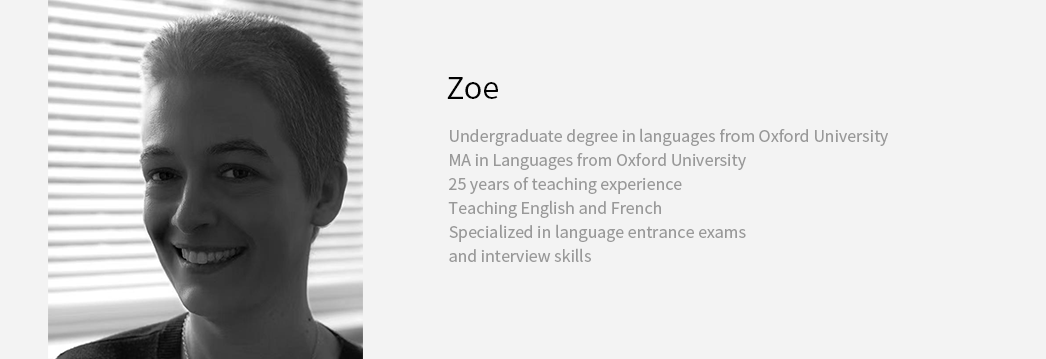 Zoe
Undergraduate degree in languages from Oxford University
MA in Languages from Oxford University
25 years of teaching experience
Teaching English and French
Specialized in language entrance exams
and interview skills